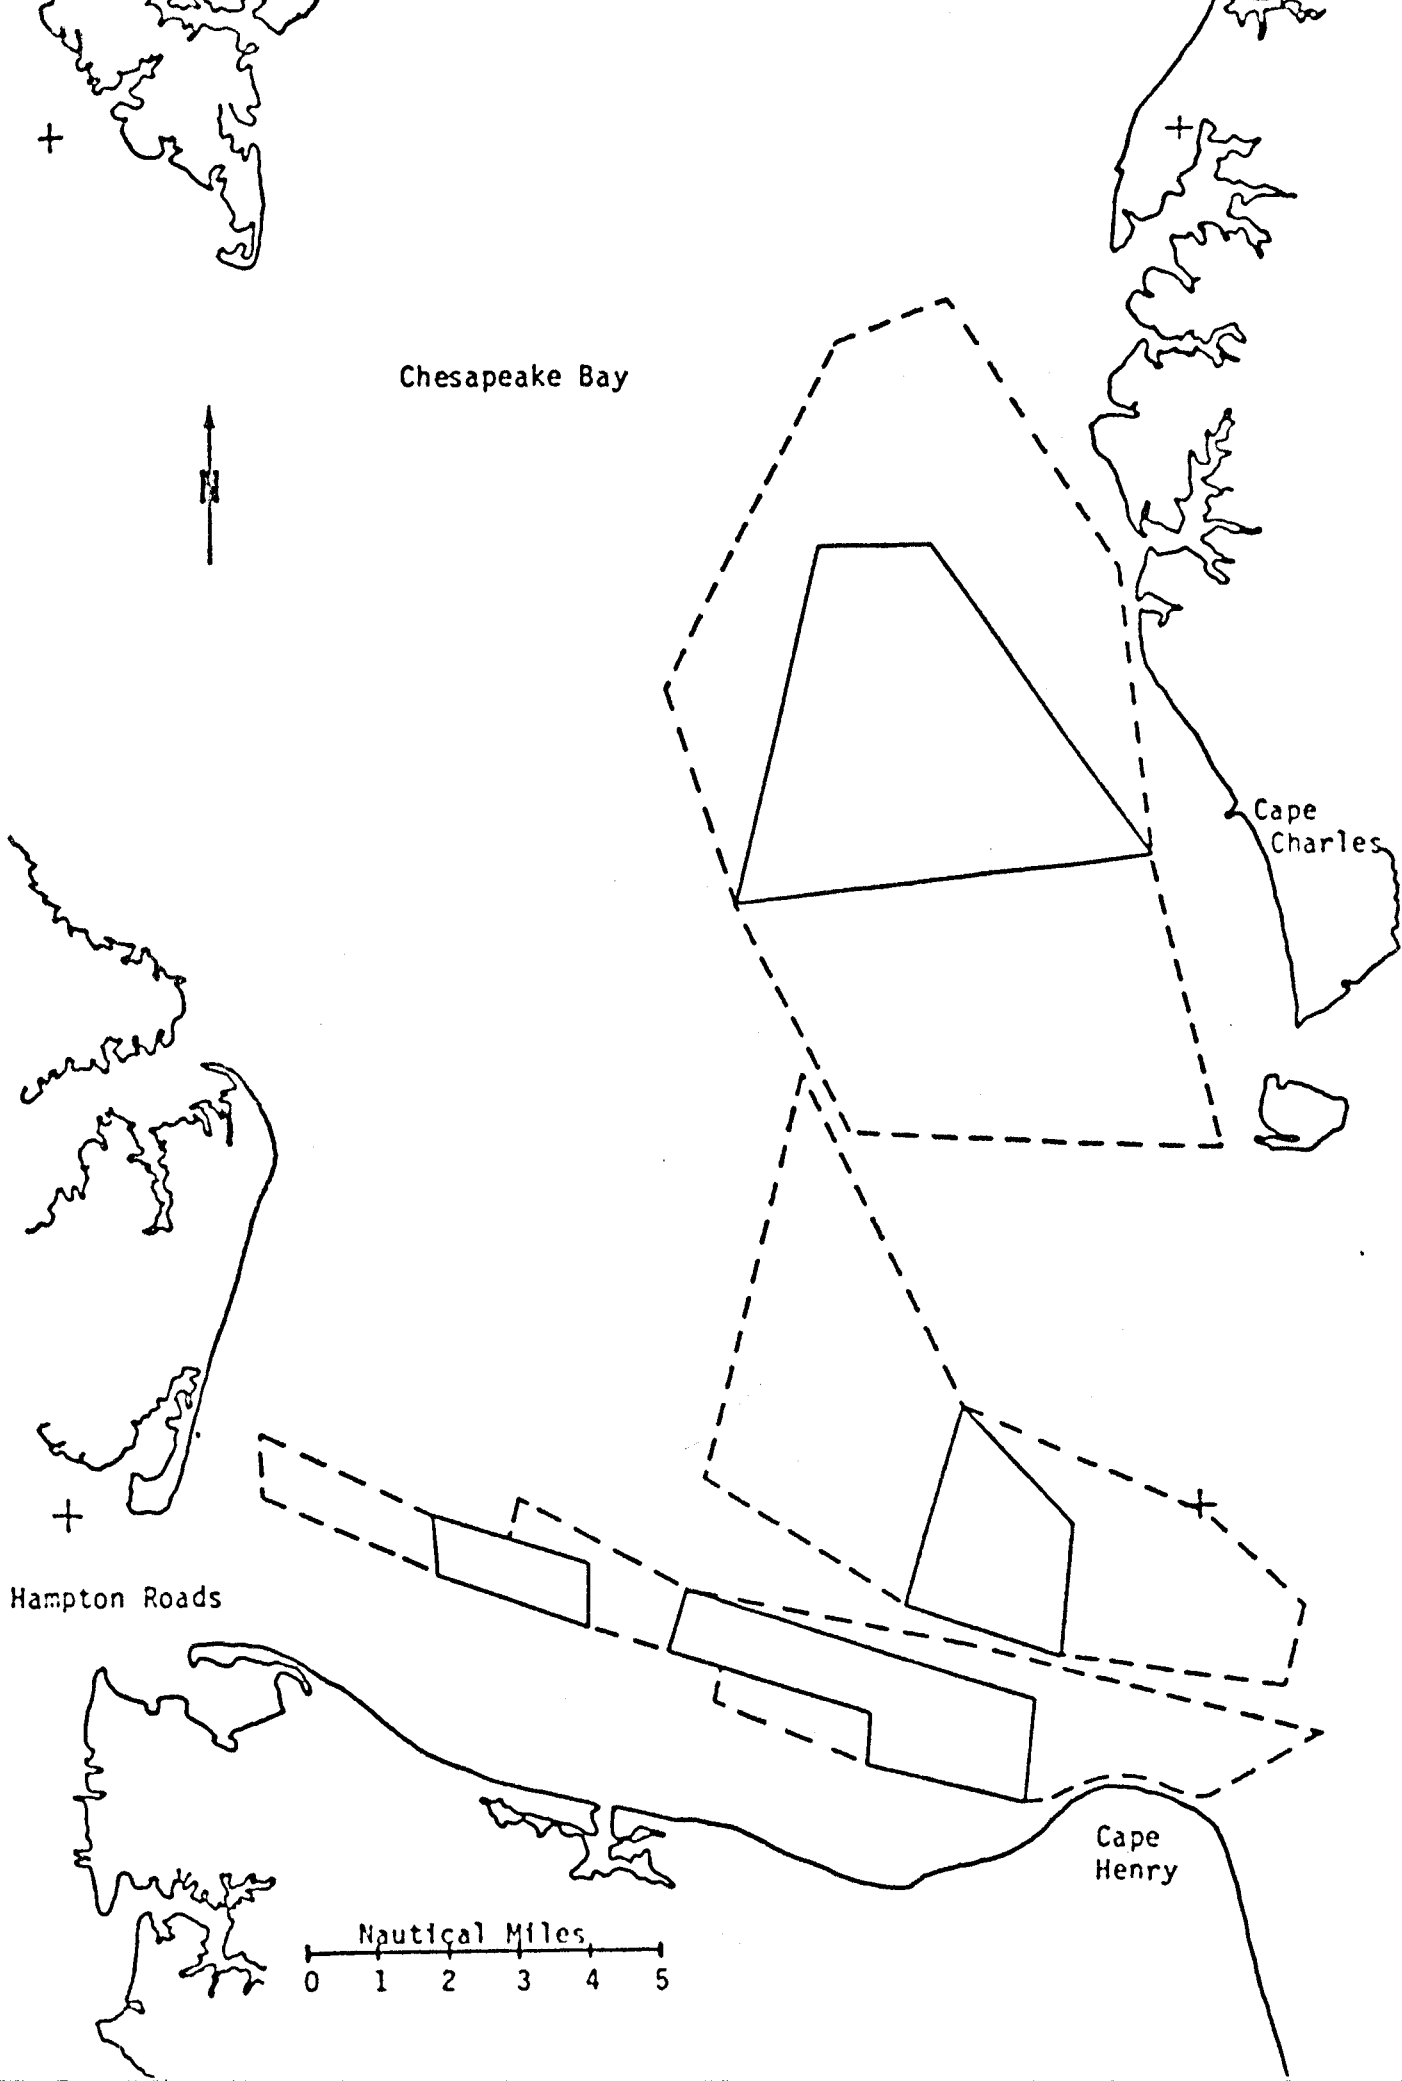 Chesapeake Bay
N
Cape
Charles
Hampton Roads
Cape
Henry
Nautical Miles
0 1 2 3 4 5